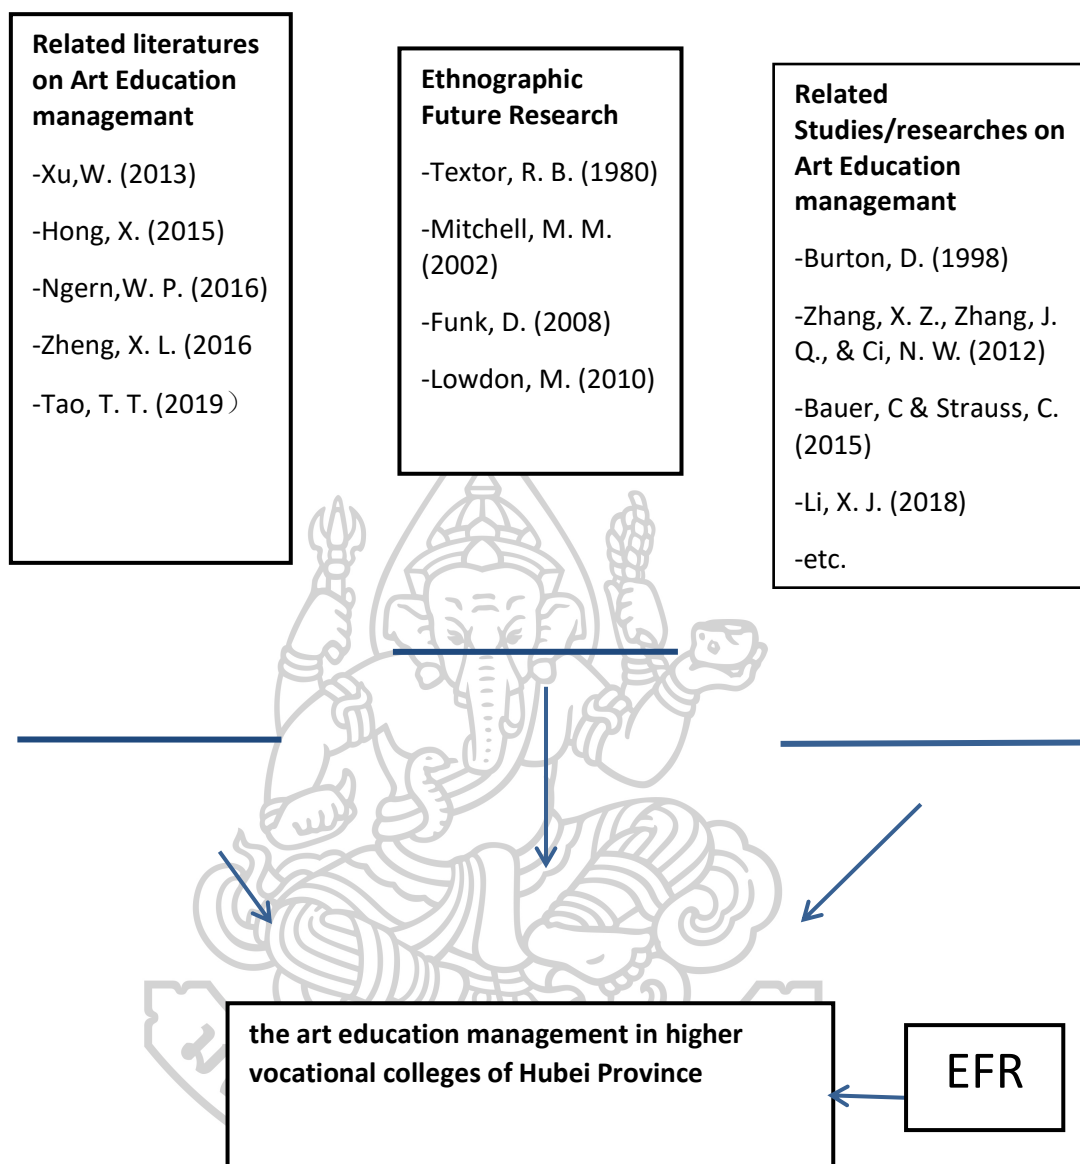 Related literatures
on Art Education
managemant
-Xu,W. (2013)
-Hong, X. (2015)
-Ngern,W. P. (2016)
-Zheng, X. L. (2016
-Tao, T. T. (2019）
Ethnographic
Future Research
-Textor, R. B. (1980)
-Mitchell, M. M.
(2002)
-Funk, D. (2008)
-Lowdon, M. (2010)
Related
Studies/researches on
Art Education
managemant
-Burton, D. (1998)
-Zhang, X. Z., Zhang, J.
Q., & Ci, N. W. (2012)
-Bauer, C & Strauss, C.
(2015)
-Li, X. J. (2018)
-etc.
the art education management in higher
vocational colleges of Hubei Province
EFR